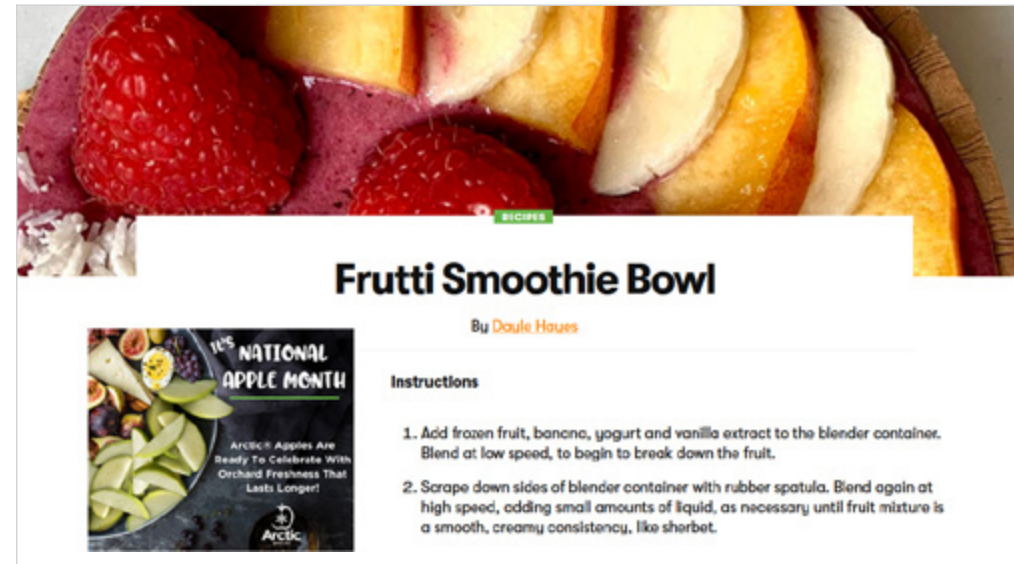 RECIPES
Frutti Smoothie Bowl
By Dayle Hayes
It's NATIONAL
APPLE MONTH
Arctic® Apples Are
Ready To Celebrate With
Orchard Freshness That
Lasts Longer!
Arctic
Instructions
1. Add frozen fruit, banana, yogurt and vanilla extract to the blender container.
Blend at low speed, to begin to break down the fruit.
2. Scrape down sides of blender container with rubber spatula. Blend again at
high speed, adding small amounts of liquid, as necessary until fruit mixture is
a smooth, creamy consistency, like sherbet.